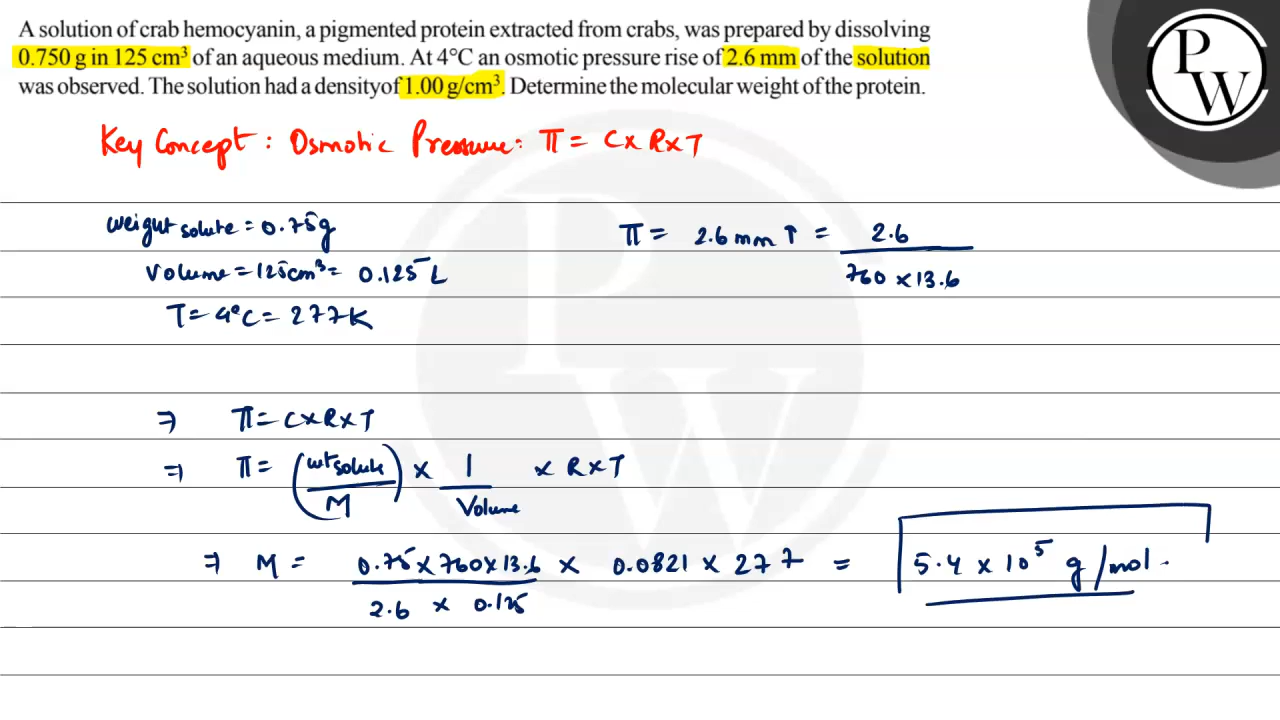 A solution of crab hemocyanin, a pigmented protein extracted from crabs, was prepared by dissolving
0.750 g in 125 cm³ of an aqueous medium. At 4°C an osmotic pressure rise of 2.6 mm of the solution
was observed. The solution had a densityof 1.00 g/cm³. Determine the molecular weight of the protein.
P
W
Key Concept : Osmotic Pressure: π = C×R×T
weight solute = 0.75g
Volume = 125cm³ = 0.125 L
T = 4°C = 277K
π = 2.6 mm ↑ = 2.6 / 760 × 13.6
⇒ π = C×R×T
⇒ π = (wt solute / M) × 1 / Volume × R×T
⇒ M = 0.75 × 760 × 13.6 / 2.6 × 0.125 × 0.0821 × 277 = 5.4 × 10⁵ g/mol.
PW